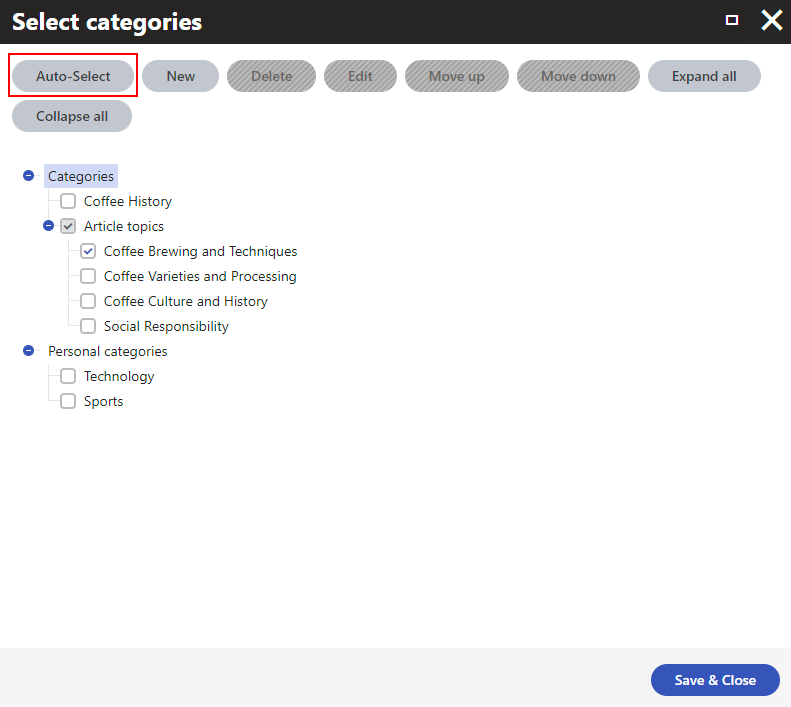 Select categories
Auto-Select New Delete Edit Move up Move down Expand all
Collapse all
Categories
Coffee History
Article topics
Coffee Brewing and Techniques
Coffee Varieties and Processing
Coffee Culture and History
Social Responsibility
Personal categories
Technology
Sports
Save & Close